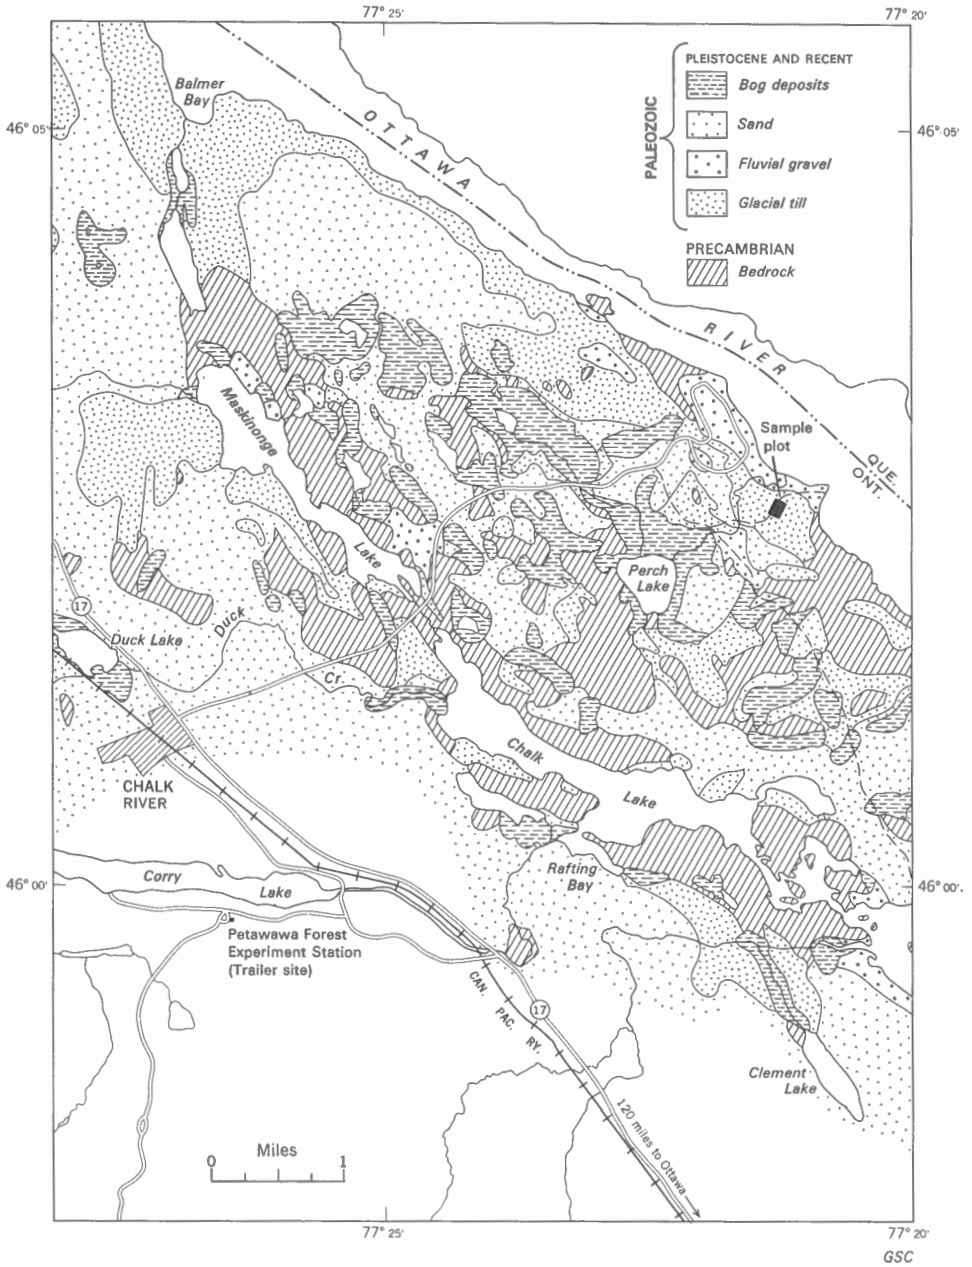 77° 25'
77° 20'
46° 05'
46° 05'
Balmer
Bay
OTTAWA
RIVER
PALEOZOIC
PLEISTOCENE AND RECENT
Bog deposits
Sand
Fluvial gravel
Glacial till
PRECAMBRIAN
Bedrock
Sample
plot
QUE.
ONT.
Maskinonge
Lake
Perch
Lake
17
Duck Lake
Duck
Cr.
CHALK
RIVER
Chalk
Lake
Rafting
Bay
46° 00'
46° 00'
Corry
Lake
Petawawa Forest
Experiment Station
(Trailer site)
CAN.
PAC.
RY.
17
Clement
Lake
120 miles to Ottawa
Miles
0
1
77° 25'
77° 20'
GSC